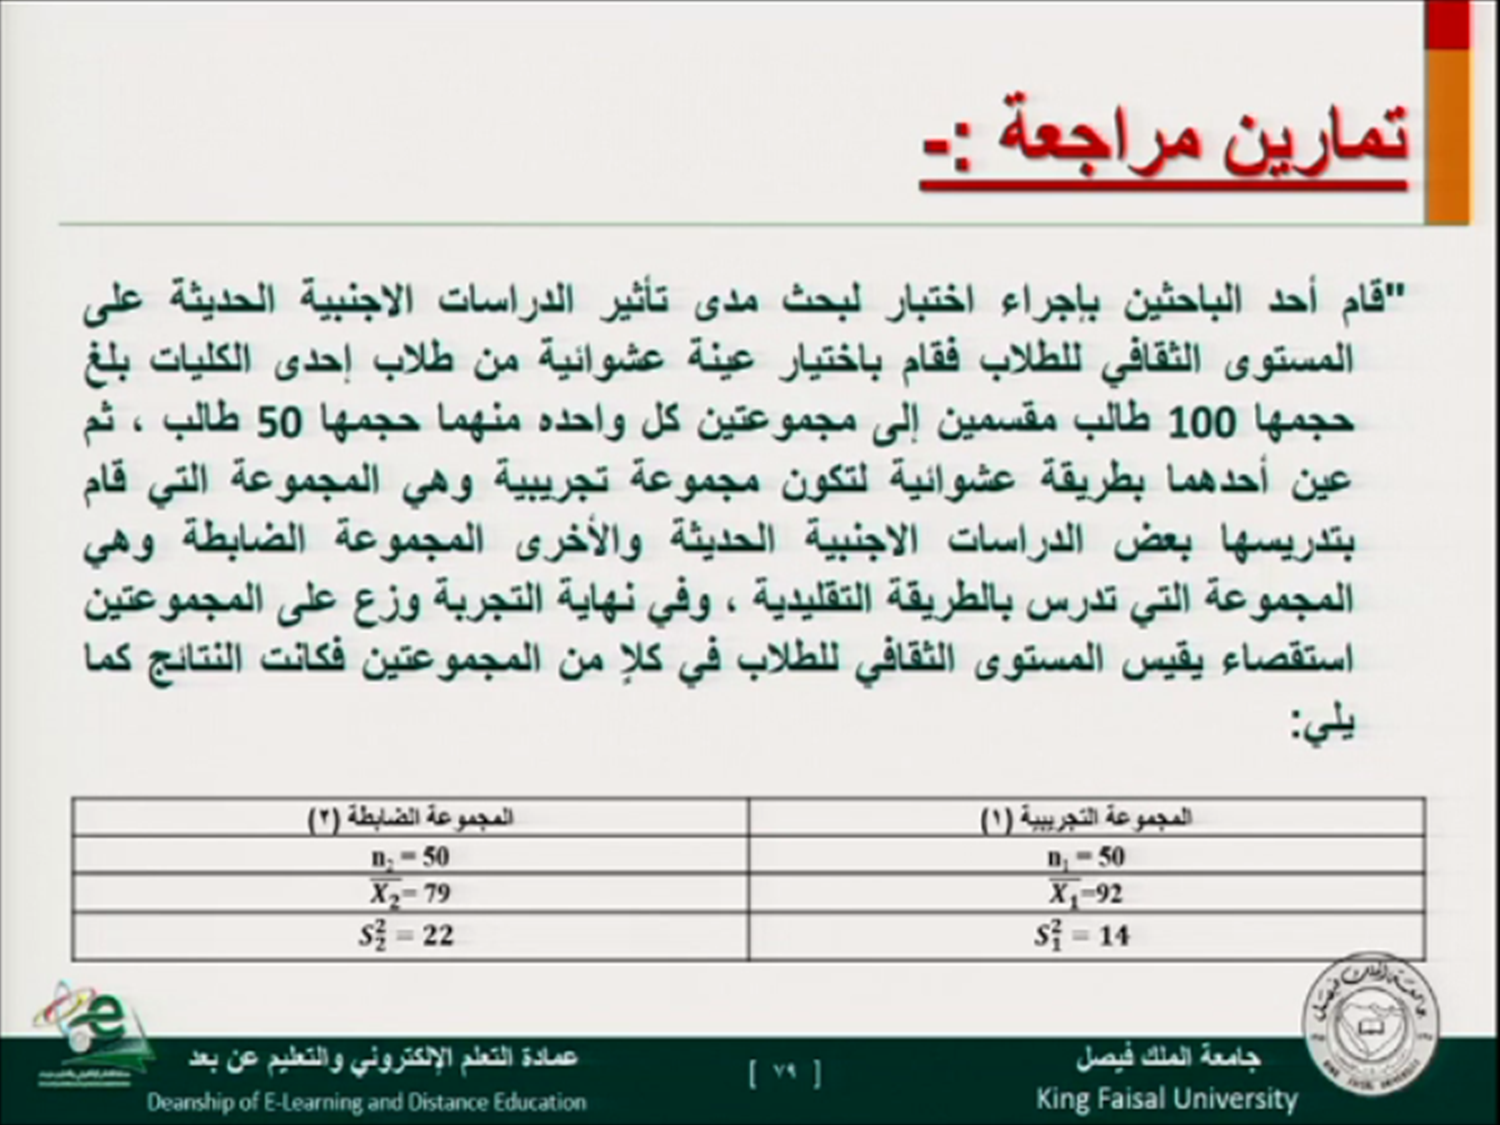 تمارين مراجعة :-
"قام أحد الباحثين بإجراء اختبار لبحث مدى تأثير الدراسات الاجنبية الحديثة على
المستوى الثقافي للطلاب فقام باختيار عينة عشوائية من طلاب إحدى الكليات بلغ
حجمها 100 طالب مقسمين إلى مجموعتين كل واحده منهما حجمها 50 طالب ، ثم
عين أحدهما بطريقة عشوائية لتكون مجموعة تجريبية وهي المجموعة التي قام
بتدريسها بعض الدراسات الاجنبية الحديثة والأخرى المجموعة الضابطة وهي
المجموعة التي تدرس بالطريقة التقليدية ، وفي نهاية التجربة وزع على المجموعتين
استقصاء يقيس المستوى الثقافي للطلاب في كلاٍ من المجموعتين فكانت النتائج كما
يلي:
المجموعة التجريبية (١) المجموعة الضابطة (٢)
n₁ = 50 n₂ = 50
X̅₁=92 X̅₂= 79
S₁² = 14 S₂² = 22
جامعة الملك فيصل [ ٧٩ ] عمادة التعلم الإلكتروني والتعليم عن بعد
King Faisal University Deanship of E-Learning and Distance Education